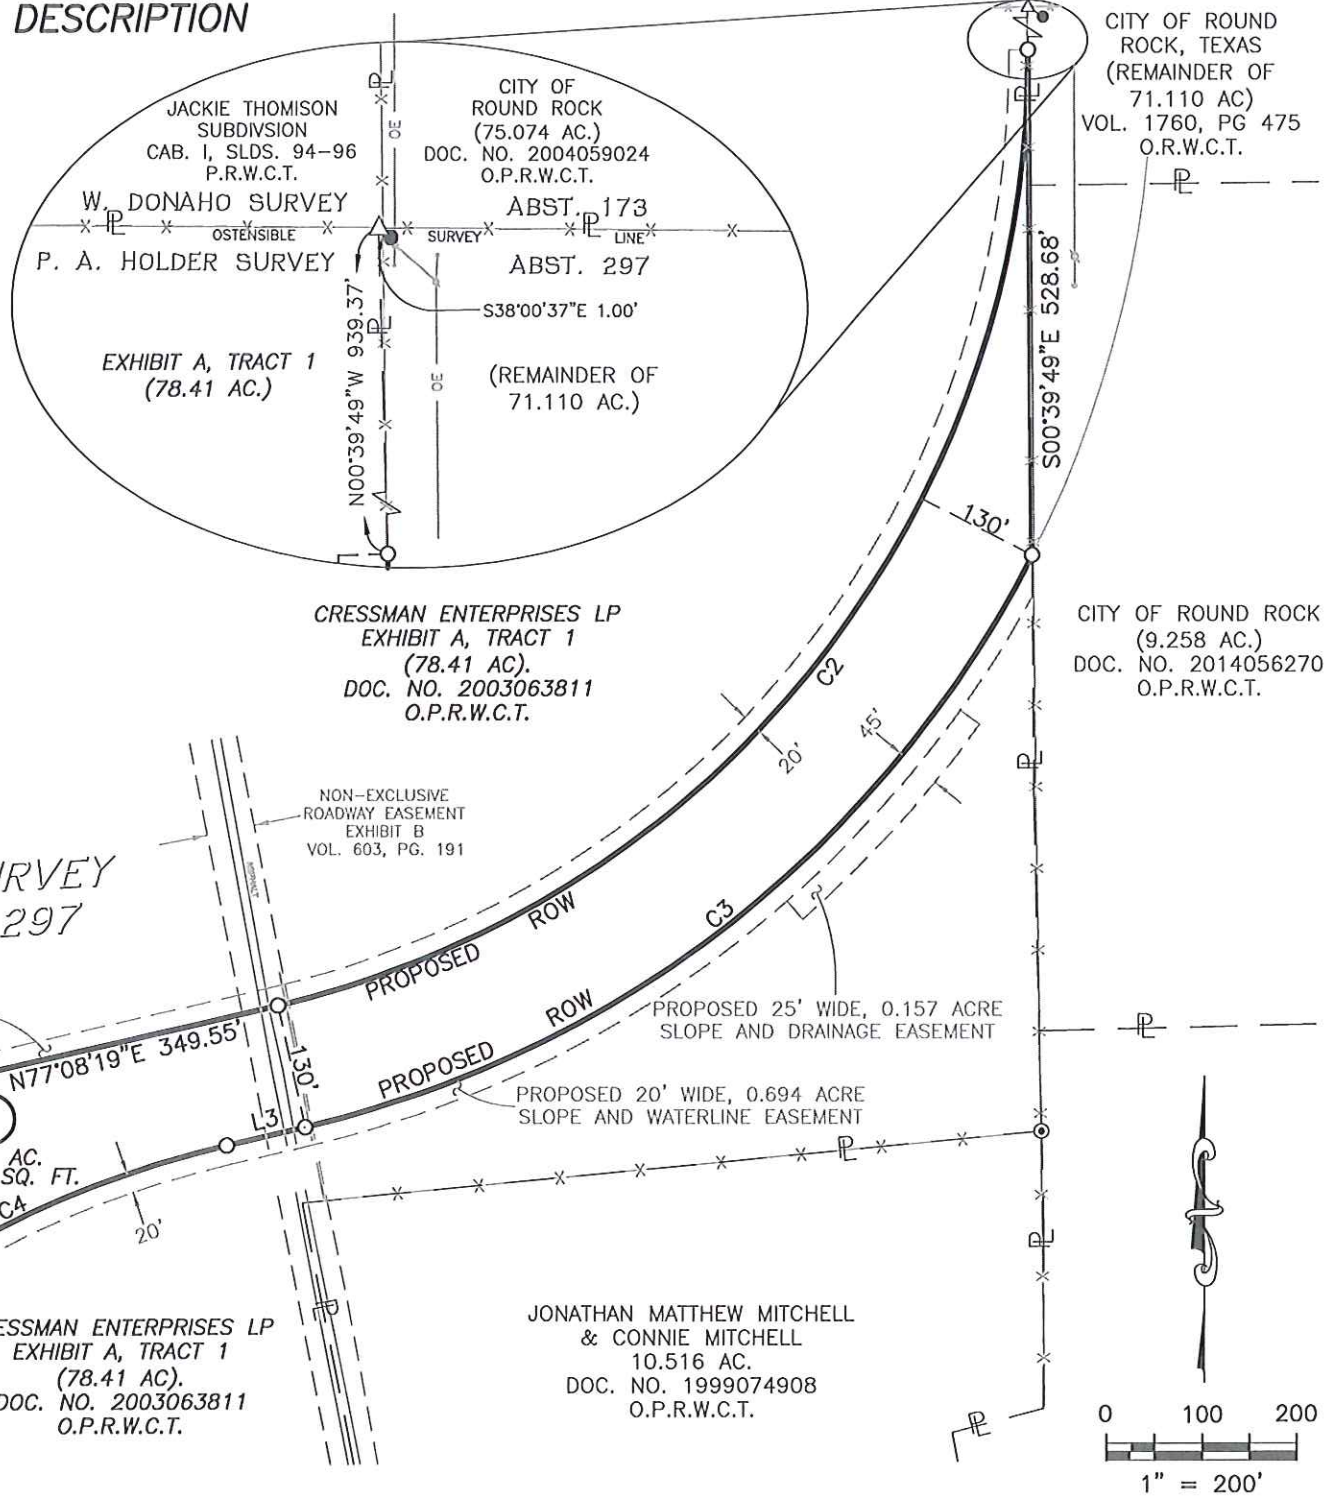 DESCRIPTION
JACKIE THOMISON
SUBDIVSION
CAB. I, SLDS. 94-96
P.R.W.C.T.
CITY OF
ROUND ROCK
(75.074 AC.)
DOC. NO. 2004059024
O.P.R.W.C.T.
OE
W. DONAHO SURVEY
ABST. 173
OSTENSIBLE
SURVEY
LINE
P. A. HOLDER SURVEY
ABST. 297
S38°00'37"E 1.00'
N00°39'49"W 939.37'
EXHIBIT A, TRACT 1
(78.41 AC.)
OE
(REMAINDER OF
71.110 AC.)
CITY OF ROUND
ROCK, TEXAS
(REMAINDER OF
71.110 AC)
VOL. 1760, PG 475
O.R.W.C.T.
S00°39'49"E 528.68'
130'
CRESSMAN ENTERPRISES LP
EXHIBIT A, TRACT 1
(78.41 AC).
DOC. NO. 2003063811
O.P.R.W.C.T.
CITY OF ROUND ROCK
(9.258 AC.)
DOC. NO. 2014056270
O.P.R.W.C.T.
C2
20'
45'
NON-EXCLUSIVE
ROADWAY EASEMENT
EXHIBIT B
VOL. 603, PG. 191
ASPHALT
RVEY
297
PROPOSED ROW
C3
PROPOSED ROW
PROPOSED 25' WIDE, 0.157 ACRE
SLOPE AND DRAINAGE EASEMENT
N77°08'19"E 349.55'
130'
PROPOSED 20' WIDE, 0.694 ACRE
SLOPE AND WATERLINE EASEMENT
L3
AC.
SQ. FT.
C4
20'
ESSMAN ENTERPRISES LP
EXHIBIT A, TRACT 1
(78.41 AC).
DOC. NO. 2003063811
O.P.R.W.C.T.
JONATHAN MATTHEW MITCHELL
& CONNIE MITCHELL
10.516 AC.
DOC. NO. 1999074908
O.P.R.W.C.T.
0 100 200
1" = 200'